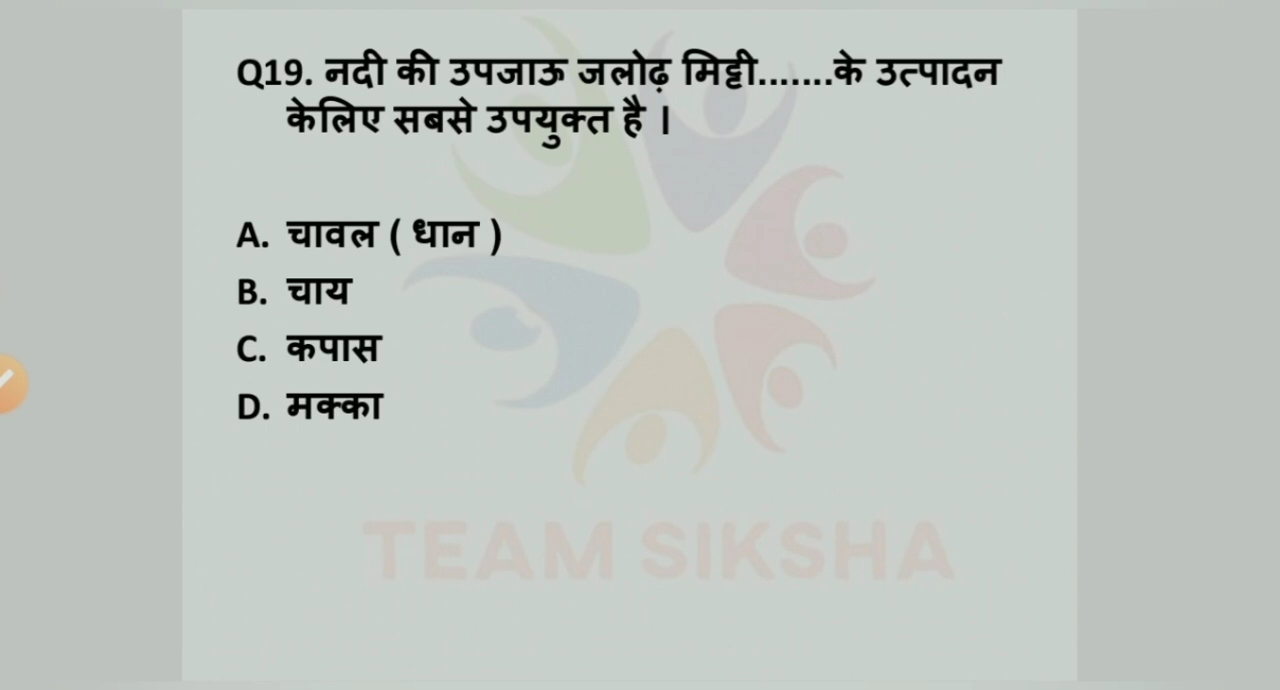 Q19. नदी की उपजाऊ जलोढ़ मिट्टी.......के उत्पादन
केलिए सबसे उपयुक्त है ।
A. चावल ( धान )
B. चाय
C. कपास
D. मक्का
TEAM SIKSHA